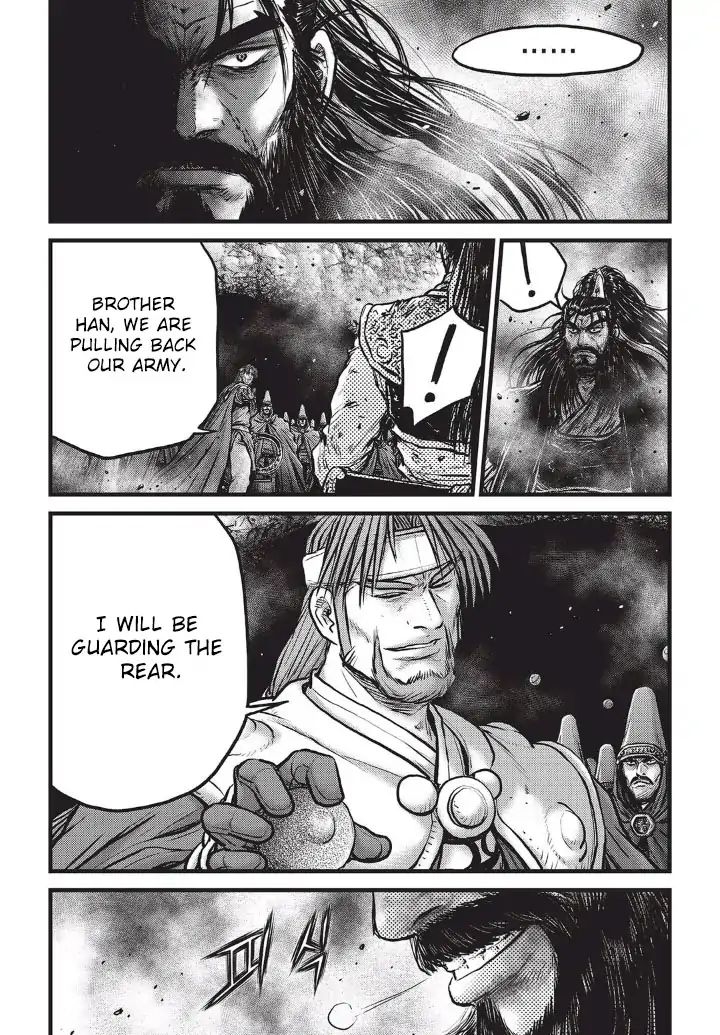 ......
!
BROTHER
HAN, WE ARE
PULLING BACK
OUR ARMY.
!
I WILL BE
GUARDING THE
REAR.
피식